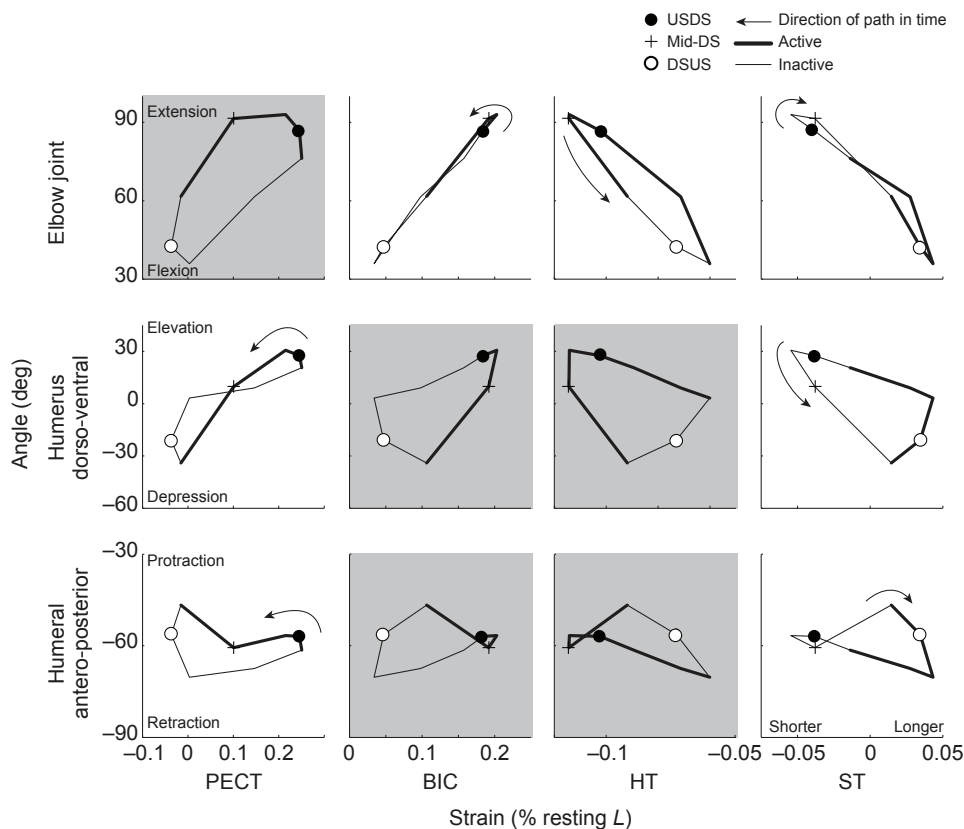 USDS
Direction of path in time
Mid-DS
Active
DSUS
Inactive
Angle (deg)
Elbow joint
90
60
30
Extension
Flexion
Humerus
dorso-ventral
30
0
–30
–60
Elevation
Depression
Humeral
antero-posterior
–30
–60
–90
Protraction
Retraction
Shorter
Longer
–0.1 0 0.1 0.2
0 0.1 0.2
–0.1 –0.05
–0.05 0 0.05
PECT
BIC
HT
ST
Strain (% resting L)